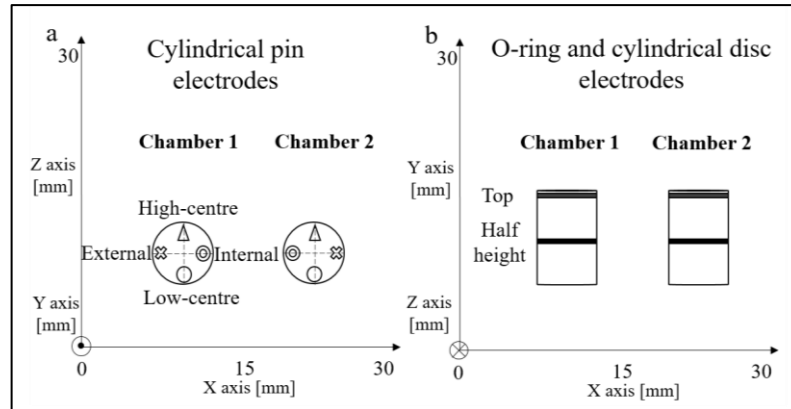 a
30
Cylindrical pin
electrodes
Chamber 1
Chamber 2
Z axis
[mm]
High-centre
External
Internal
Low-centre
Y axis
[mm]
0
15
30
X axis [mm]
b
30
O-ring and cylindrical disc
electrodes
Chamber 1
Chamber 2
Y axis
[mm]
Top
Half
height
Z axis
[mm]
0
15
30
X axis [mm]